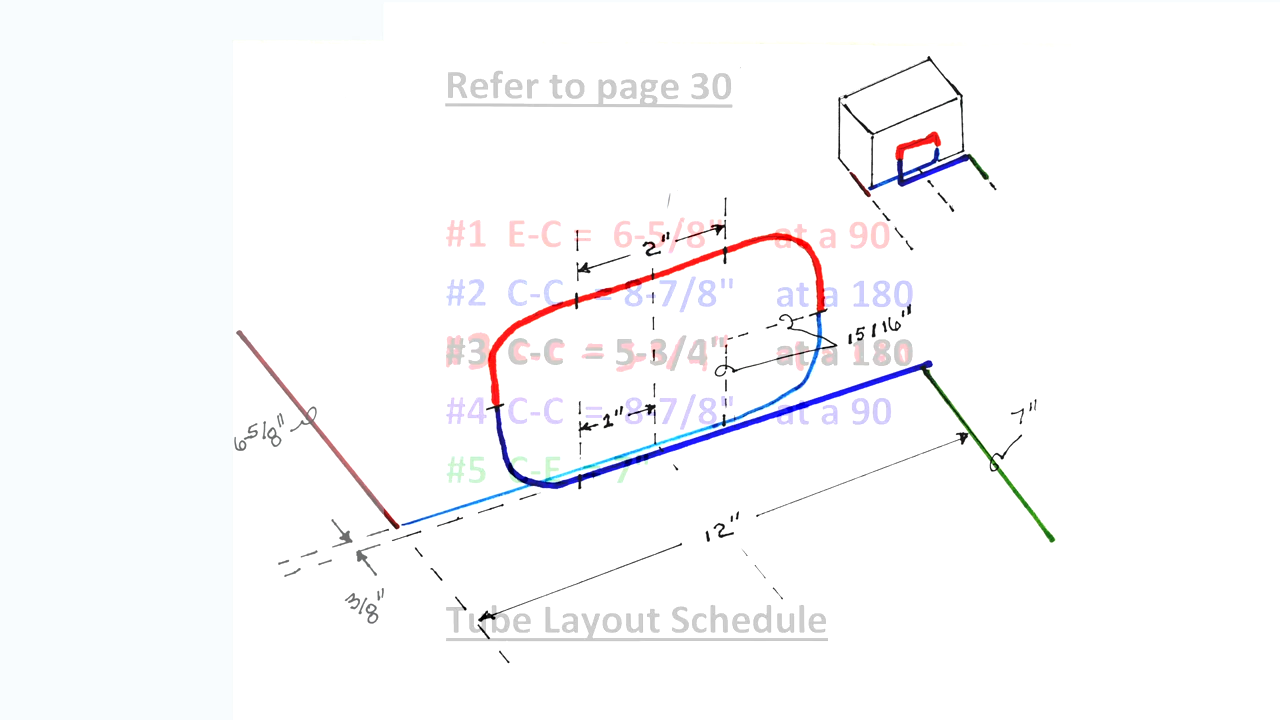 Refer to page 30
#1 E-C = 6-5/8" at a 90
2"
#2 C-C = 8-7/8" at a 180
15/16"
#3 C-C = 5-3/4" at a 180
#4 C-C = 8-7/8" at a 90
1"
6 5/8"
7"
#5 C-E = 7"
12"
3/8"
Tube Layout Schedule